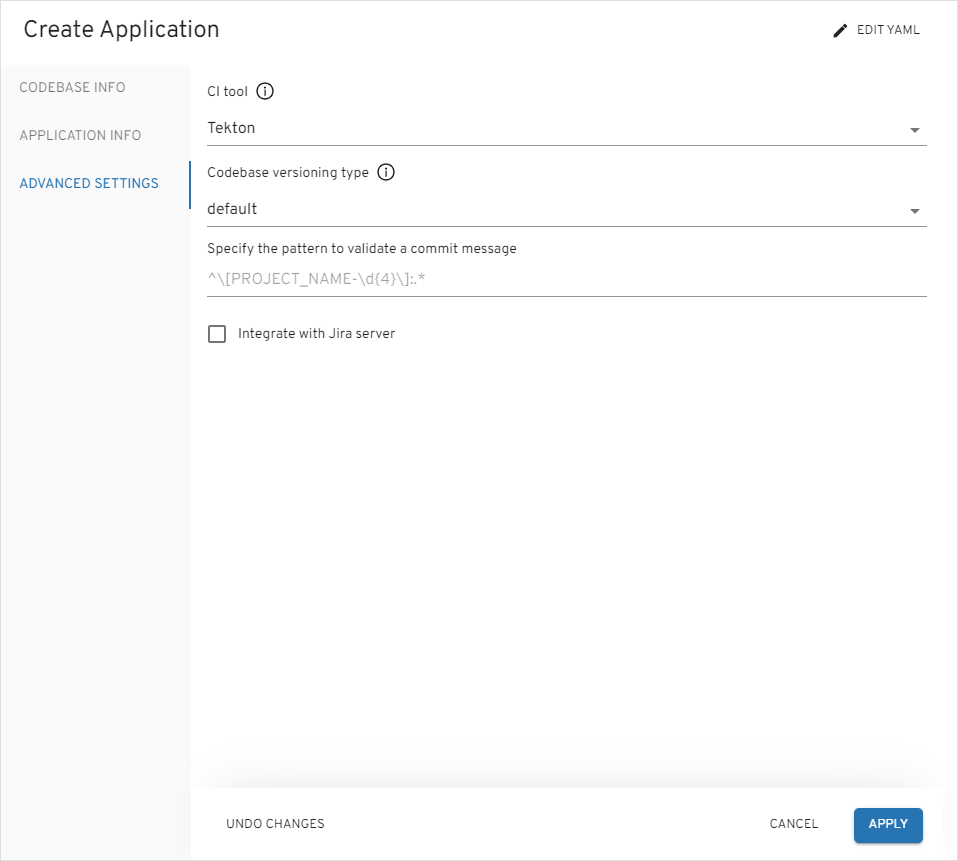 Create Application
EDIT YAML
CODEBASE INFO
APPLICATION INFO
ADVANCED SETTINGS
CI tool
Tekton
Codebase versioning type
default
Specify the pattern to validate a commit message
^\[PROJECT_NAME-\d{4}\]:.*
Integrate with Jira server
UNDO CHANGES
CANCEL
APPLY